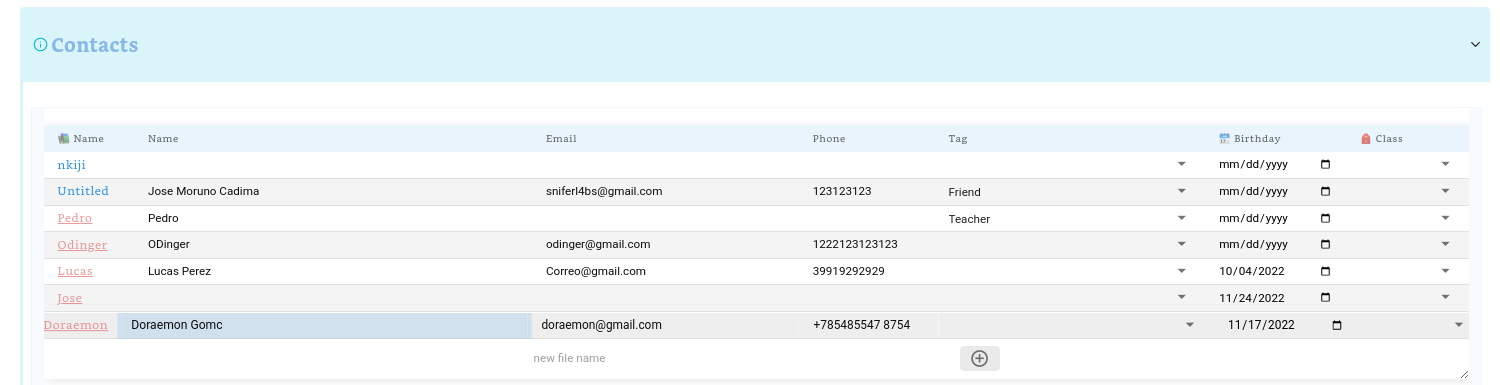 Contacts
Name Name Email Phone Tag Birthday Class
nkiji mm/dd/yyyy
Untitled Jose Moruno Cadima sniferl4bs@gmail.com 123123123 Friend mm/dd/yyyy
Pedro Pedro Teacher mm/dd/yyyy
Odinger ODinger odinger@gmail.com 1222123123123 mm/dd/yyyy
Lucas Lucas Perez Correo@gmail.com 39919292929 10/04/2022
Jose 11/24/2022
Doraemon Doraemon Gomc doraemon@gmail.com +785485547 8754 11/17/2022
new file name